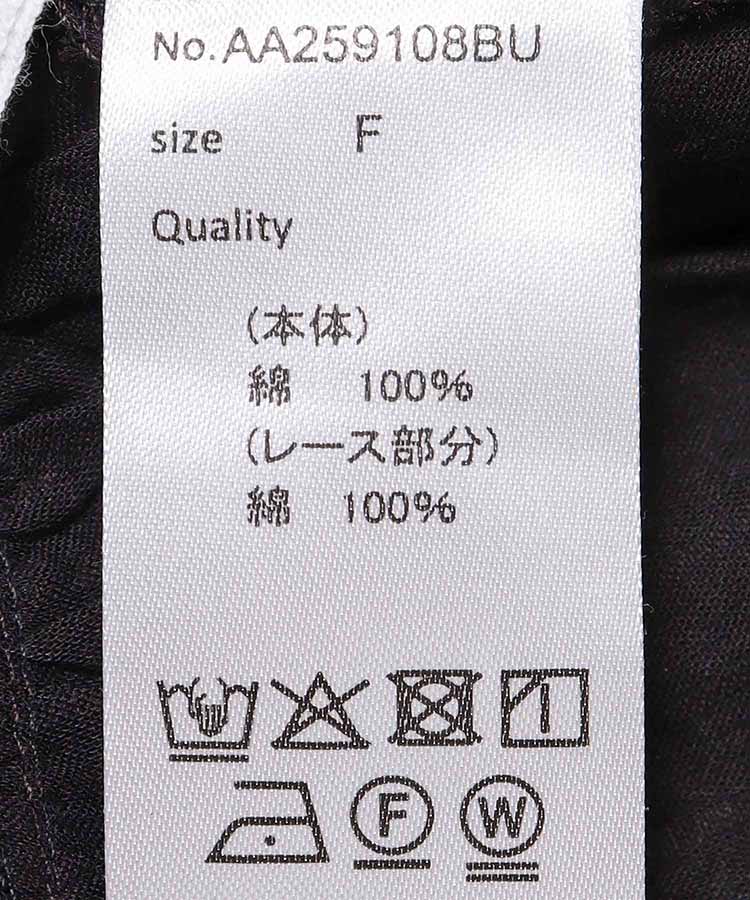 No.AA259108BU
size F
Quality
(本体)
綿 100%
(レース部分)
綿 100%
F W